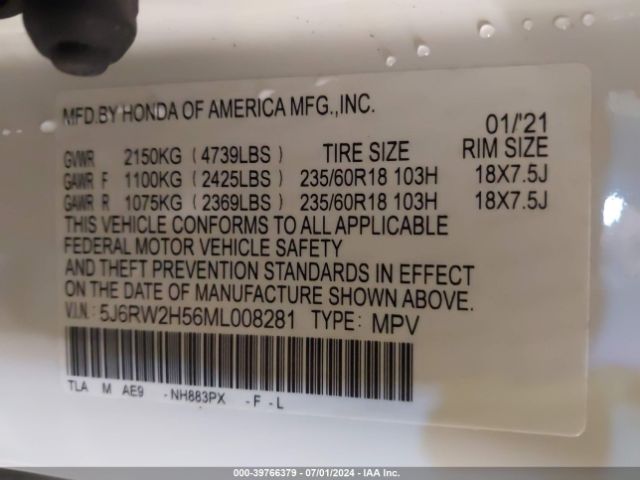 MFD.BY HONDA OF AMERICA MFG.,INC.
01/'21
GVWR 2150KG ( 4739LBS ) TIRE SIZE RIM SIZE
GAWR F 1100KG ( 2425LBS ) 235/60R18 103H 18X7.5J
GAWR R 1075KG ( 2369LBS ) 235/60R18 103H 18X7.5J
THIS VEHICLE CONFORMS TO ALL APPLICABLE
FEDERAL MOTOR VEHICLE SAFETY
AND THEFT PREVENTION STANDARDS IN EFFECT
ON THE DATE OF MANUFACTURE SHOWN ABOVE.
V.I.N.: 5J6RW2H56ML008281 TYPE: MPV
TLA M AE9 - NH883PX - F - L
000-39766379 - 07/01/2024 - IAA Inc.